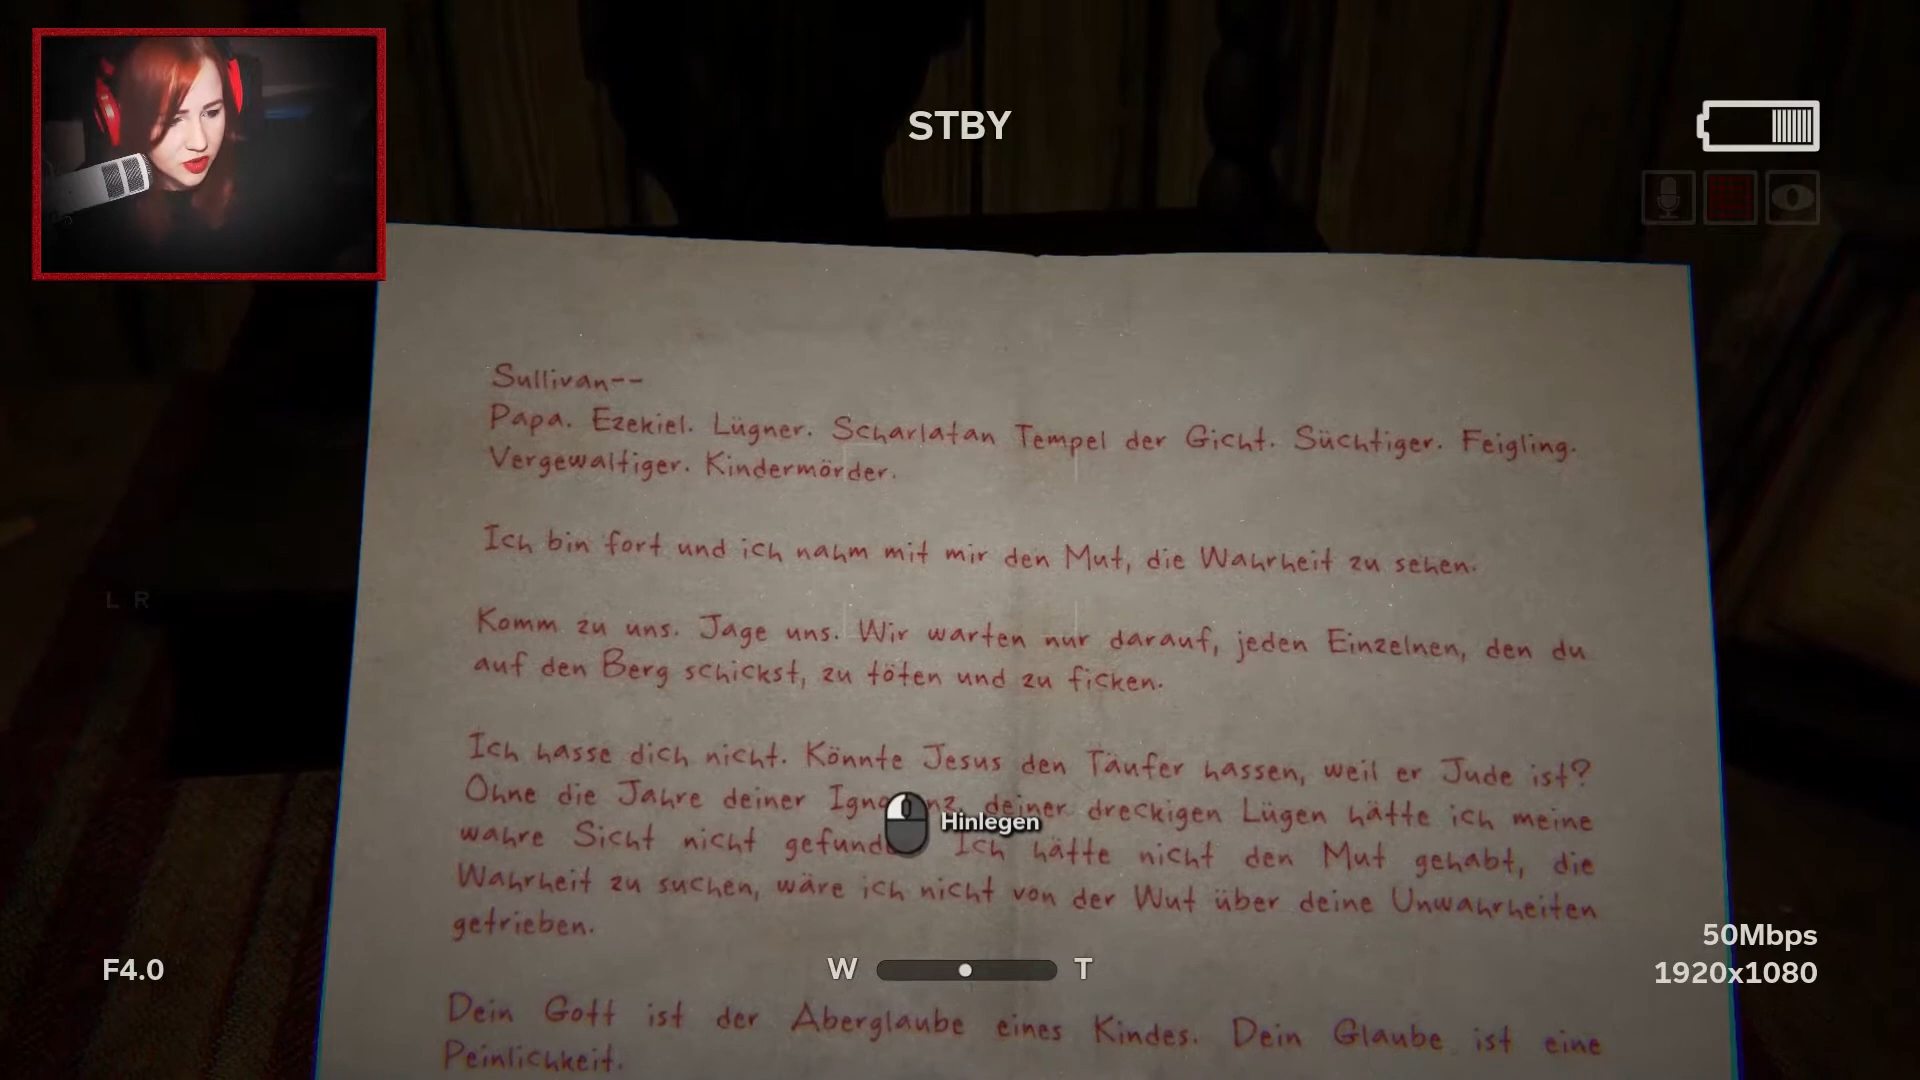 STBY
Sullivan--
Papa. Ezekiel. Lügner. Scharlatan Tempel der Gicht. Süchtiger. Feigling.
Vergewaltiger. Kindermörder.
Ich bin fort und ich nahm mit mir den Mut, die Wahrheit zu sehen.
L R
Komm zu uns. Jage uns. Wir warten nur darauf, jeden Einzelnen, den du
auf den Berg schickst, zu töten und zu ficken.
Ich hasse dich nicht. Könnte Jesus den Täufer hassen, weil er Jude ist?
Ohne die Jahre deiner deiner dreckigen Lügen hätte ich meine
Hinlegen
wahre Sicht nicht Ich hätte nicht den Mut gehabt, die
Wahrheit zu suchen, wäre ich nicht von der Wut über deine Unwahrheiten
getrieben.
50Mbps
F4.0
W T
1920x1080
Dein Gott ist der Aberglaube eines Kindes. Dein Glaube ist eine
Peinlichkeit.